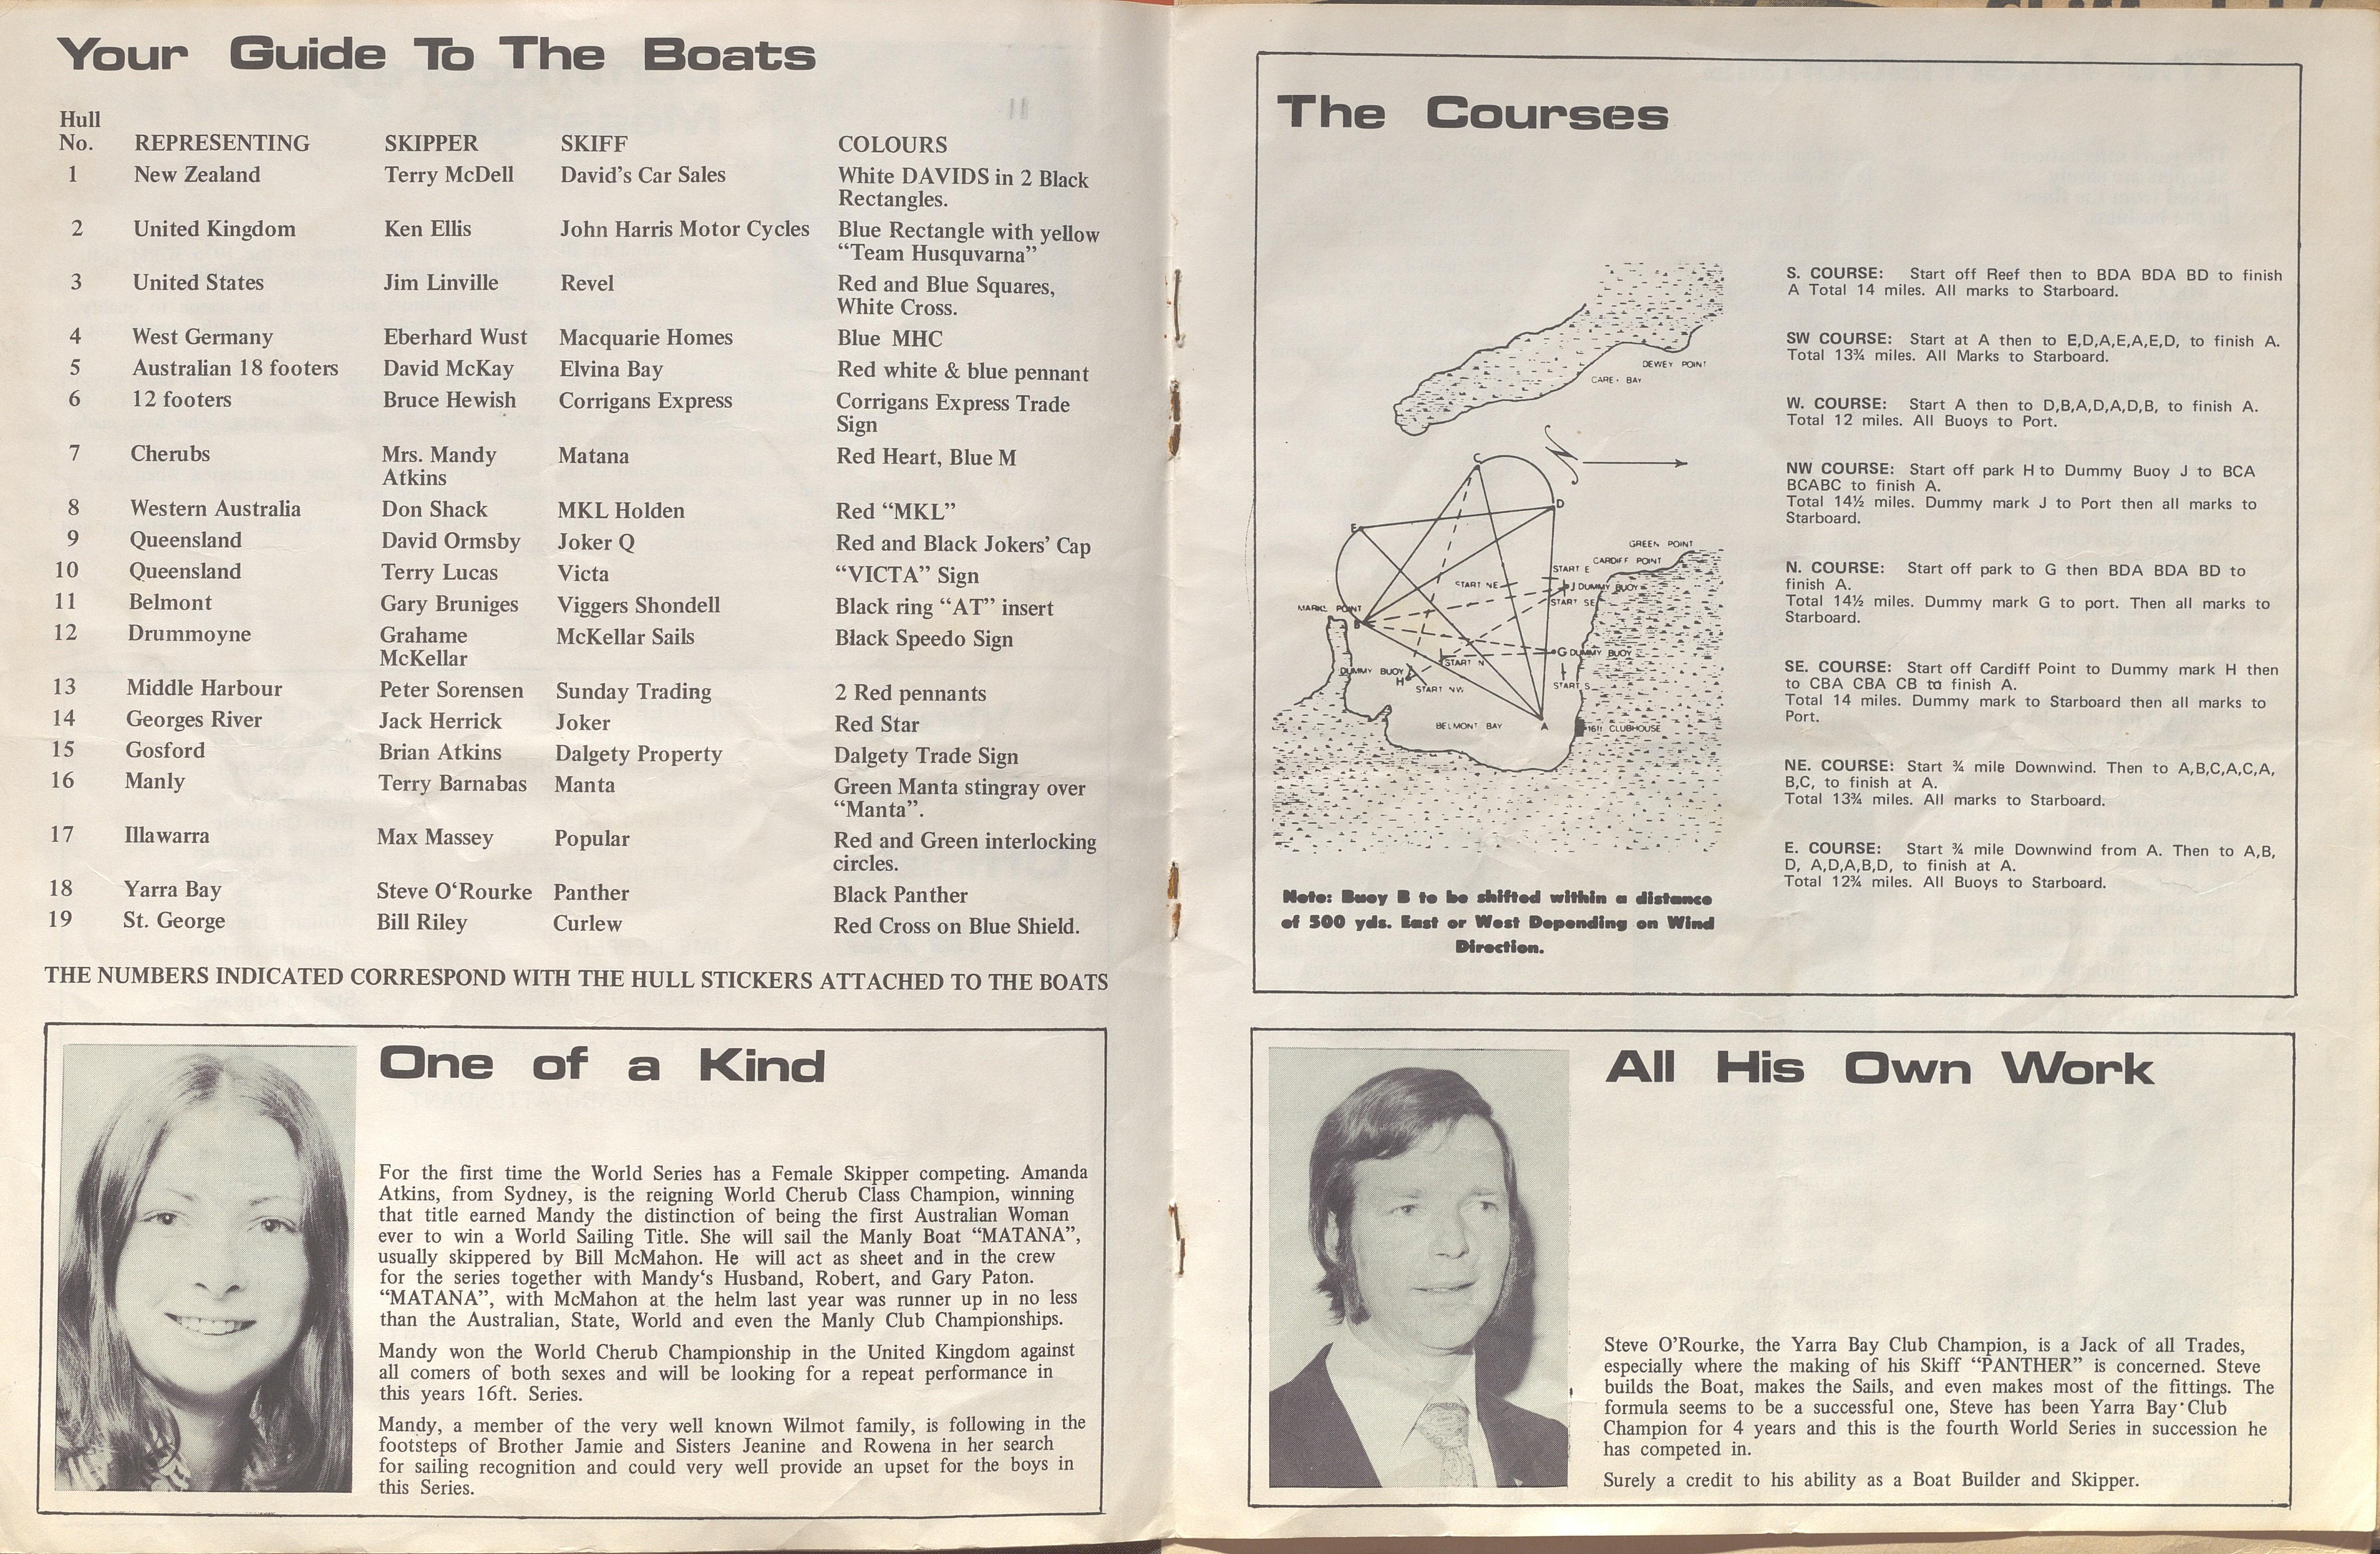 Your Guide To The Boats
Hull
No. REPRESENTING SKIPPER SKIFF COLOURS
1 New Zealand Terry McDell David's Car Sales White DAVIDS in 2 Black
Rectangles.
2 United Kingdom Ken Ellis John Harris Motor Cycles Blue Rectangle with yellow
“Team Husquvarna”
3 United States Jim Linville Revel Red and Blue Squares,
White Cross.
4 West Germany Eberhard Wust Macquarie Homes Blue MHC
5 Australian 18 footers David McKay Elvina Bay Red white & blue pennant
6 12 footers Bruce Hewish Corrigans Express Corrigans Express Trade
Sign
7 Cherubs Mrs. Mandy Matana Red Heart, Blue M
Atkins
8 Western Australia Don Shack MKL Holden Red “MKL”
9 Queensland David Ormsby Joker Q Red and Black Jokers' Cap
10 Queensland Terry Lucas Victa “VICTA” Sign
11 Belmont Gary Bruniges Viggers Shondell Black ring “AT” insert
12 Drummoyne Grahame McKellar Sails Black Speedo Sign
McKellar
13 Middle Harbour Peter Sorensen Sunday Trading 2 Red pennants
14 Georges River Jack Herrick Joker Red Star
15 Gosford Brian Atkins Dalgety Property Dalgety Trade Sign
16 Manly Terry Barnabas Manta Green Manta stingray over
“Manta”.
17 Illawarra Max Massey Popular Red and Green interlocking
circles.
18 Yarra Bay Steve O‘Rourke Panther Black Panther
19 St. George Bill Riley Curlew Red Cross on Blue Shield.
THE NUMBERS INDICATED CORRESPOND WITH THE HULL STICKERS ATTACHED TO THE BOATS
One of a Kind
For the first time the World Series has a Female Skipper competing. Amanda
Atkins, from Sydney, is the reigning World Cherub Class Champion, winning
that title earned Mandy the distinction of being the first Australian Woman
ever to win a World Sailing Title. She will sail the Manly Boat “MATANA”,
usually skippered by Bill McMahon. He will act as sheet and in the crew
for the series together with Mandy‘s Husband, Robert, and Gary Paton.
“MATANA”, with McMahon at the helm last year was runner up in no less
than the Australian, State, World and even the Manly Club Championships.
Mandy won the World Cherub Championship in the United Kingdom against
all comers of both sexes and will be looking for a repeat performance in
this years 16ft. Series.
Mandy, a member of the very well known Wilmot family, is following in the
footsteps of Brother Jamie and Sisters Jeanine and Rowena in her search
for sailing recognition and could very well provide an upset for the boys in
this Series.
The Courses
DEWEY POINT
BAY
N
C
D
E
GREEN POINT
CARDIFF POINT
START E
START NE
J DUMMY BUOY
START SE
MARKS POINT
B
G DUMMY BUOY
START N
DUMMY BUOY
H
START NW
START S
BELMONT BAY
A
16ft CLUBHOUSE
Note: Buoy B to be shifted within a distance
of 500 yds. East or West Depending on Wind
Direction.
S. COURSE: Start off Reef then to BDA BDA BD to finish
A Total 14 miles. All marks to Starboard.
SW COURSE: Start at A then to E,D,A,E,A,E,D, to finish A.
Total 13¾ miles. All Marks to Starboard.
W. COURSE: Start A then to D,B,A,D,A,D,B, to finish A.
Total 12 miles. All Buoys to Port.
NW COURSE: Start off park H to Dummy Buoy J to BCA
BCABC to finish A.
Total 14½ miles. Dummy mark J to Port then all marks to
Starboard.
N. COURSE: Start off park to G then BDA BDA BD to
finish A.
Total 14½ miles. Dummy mark G to port. Then all marks to
Starboard.
SE. COURSE: Start off Cardiff Point to Dummy mark H then
to CBA CBA CB to finish A.
Total 14 miles. Dummy mark to Starboard then all marks to
Port.
NE. COURSE: Start ¾ mile Downwind. Then to A,B,C,A,C,A,
B,C, to finish at A.
Total 13¾ miles. All marks to Starboard.
E. COURSE: Start ¾ mile Downwind from A. Then to A,B,
D, A,D,A,B,D, to finish at A.
Total 12¾ miles. All Buoys to Starboard.
All His Own Work
Steve O'Rourke, the Yarra Bay Club Champion, is a Jack of all Trades,
especially where the making of his Skiff “PANTHER” is concerned. Steve
builds the Boat, makes the Sails, and even makes most of the fittings. The
formula seems to be a successful one, Steve has been Yarra Bay Club
Champion for 4 years and this is the fourth World Series in succession he
has competed in.
Surely a credit to his ability as a Boat Builder and Skipper.